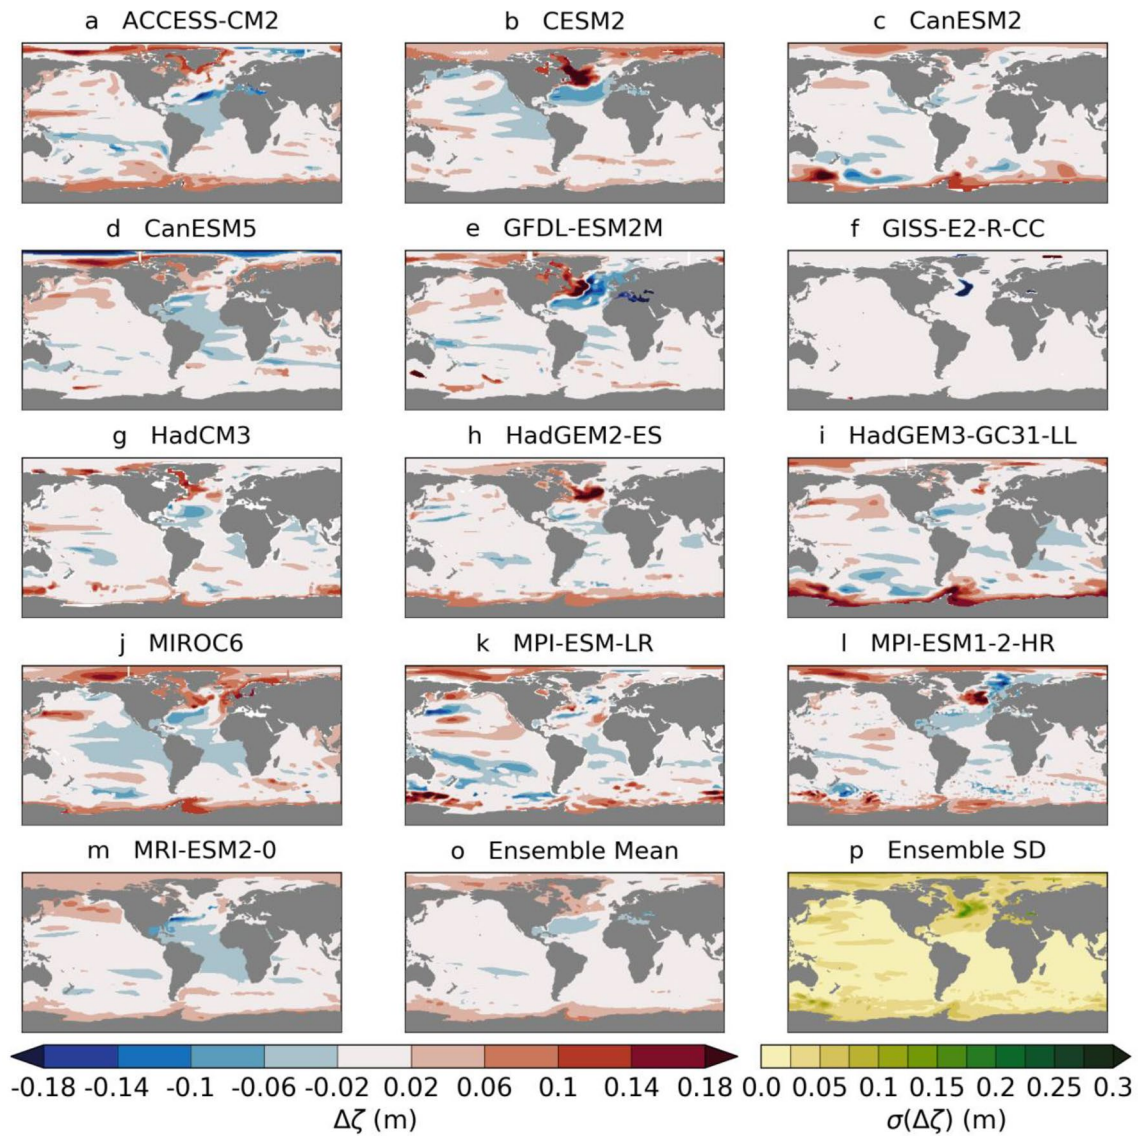 a ACCESS-CM2
b CESM2
c CanESM2
d CanESM5
e GFDL-ESM2M
f GISS-E2-R-CC
g HadCM3
h HadGEM2-ES
i HadGEM3-GC31-LL
j MIROC6
k MPI-ESM-LR
l MPI-ESM1-2-HR
m MRI-ESM2-0
o Ensemble Mean
p Ensemble SD
-0.18 -0.14 -0.1 -0.06 -0.02 0.02 0.06 0.1 0.14 0.18
Δζ (m)
0.0 0.05 0.1 0.15 0.2 0.25 0.3
σ(Δζ) (m)